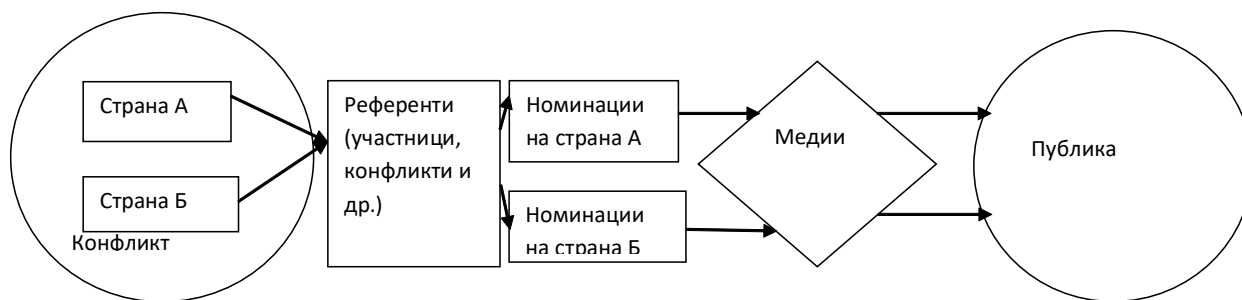 Страна А
Страна Б
Конфликт
Референти
(участници,
конфликти и
др.)
Номинации
на страна А
Номинации
на страна Б
Медии
Публика